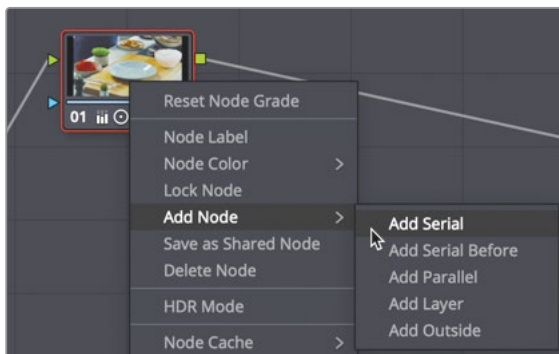 01
Reset Node Grade
Node Label
Node Color >
Lock Node
Add Node >
Save as Shared Node
Delete Node
HDR Mode
Node Cache >
Add Serial
Add Serial Before
Add Parallel
Add Layer
Add Outside